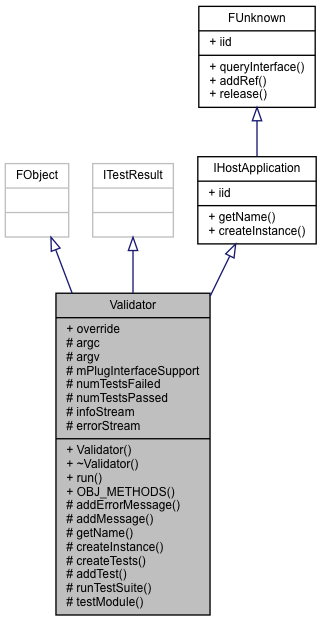 FUnknown
+ iid
+ queryInterface()
+ addRef()
+ release()
FObject
ITestResult
IHostApplication
+ iid
+ getName()
+ createInstance()
Validator
+ override
# argc
# argv
# mPlugInterfaceSupport
# numTestsFailed
# numTestsPassed
# infoStream
# errorStream
+ Validator()
+ ~Validator()
+ run()
+ OBJ_METHODS()
# addErrorMessage()
# addMessage()
# getName()
# createInstance()
# createTests()
# addTest()
# runTestSuite()
# testModule()